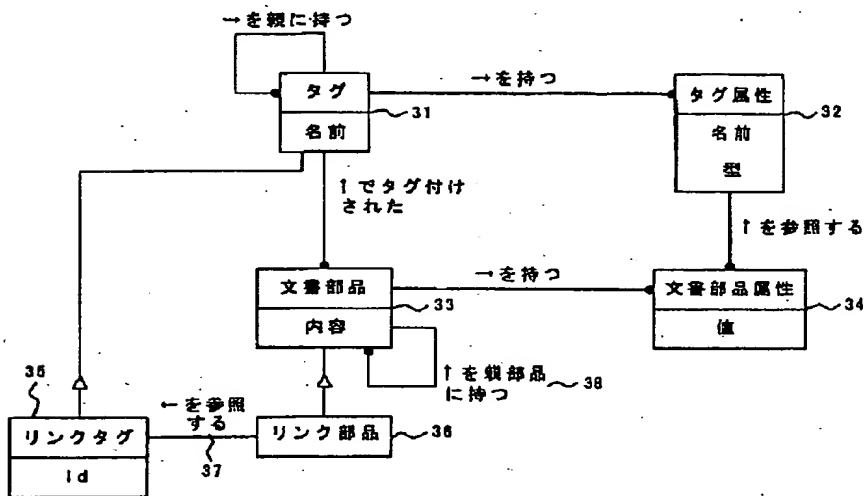 →を親に持つ
タグ
31
名前
→を持つ
タグ属性
32
名前
型
↑でタグ付け
された
↑を参照する
文書部品
33
内容
→を持つ
文書部品属性
34
値
↑を親部品
に持つ
38
35
リンクタグ
id
←を参照
する
37
リンク部品
36